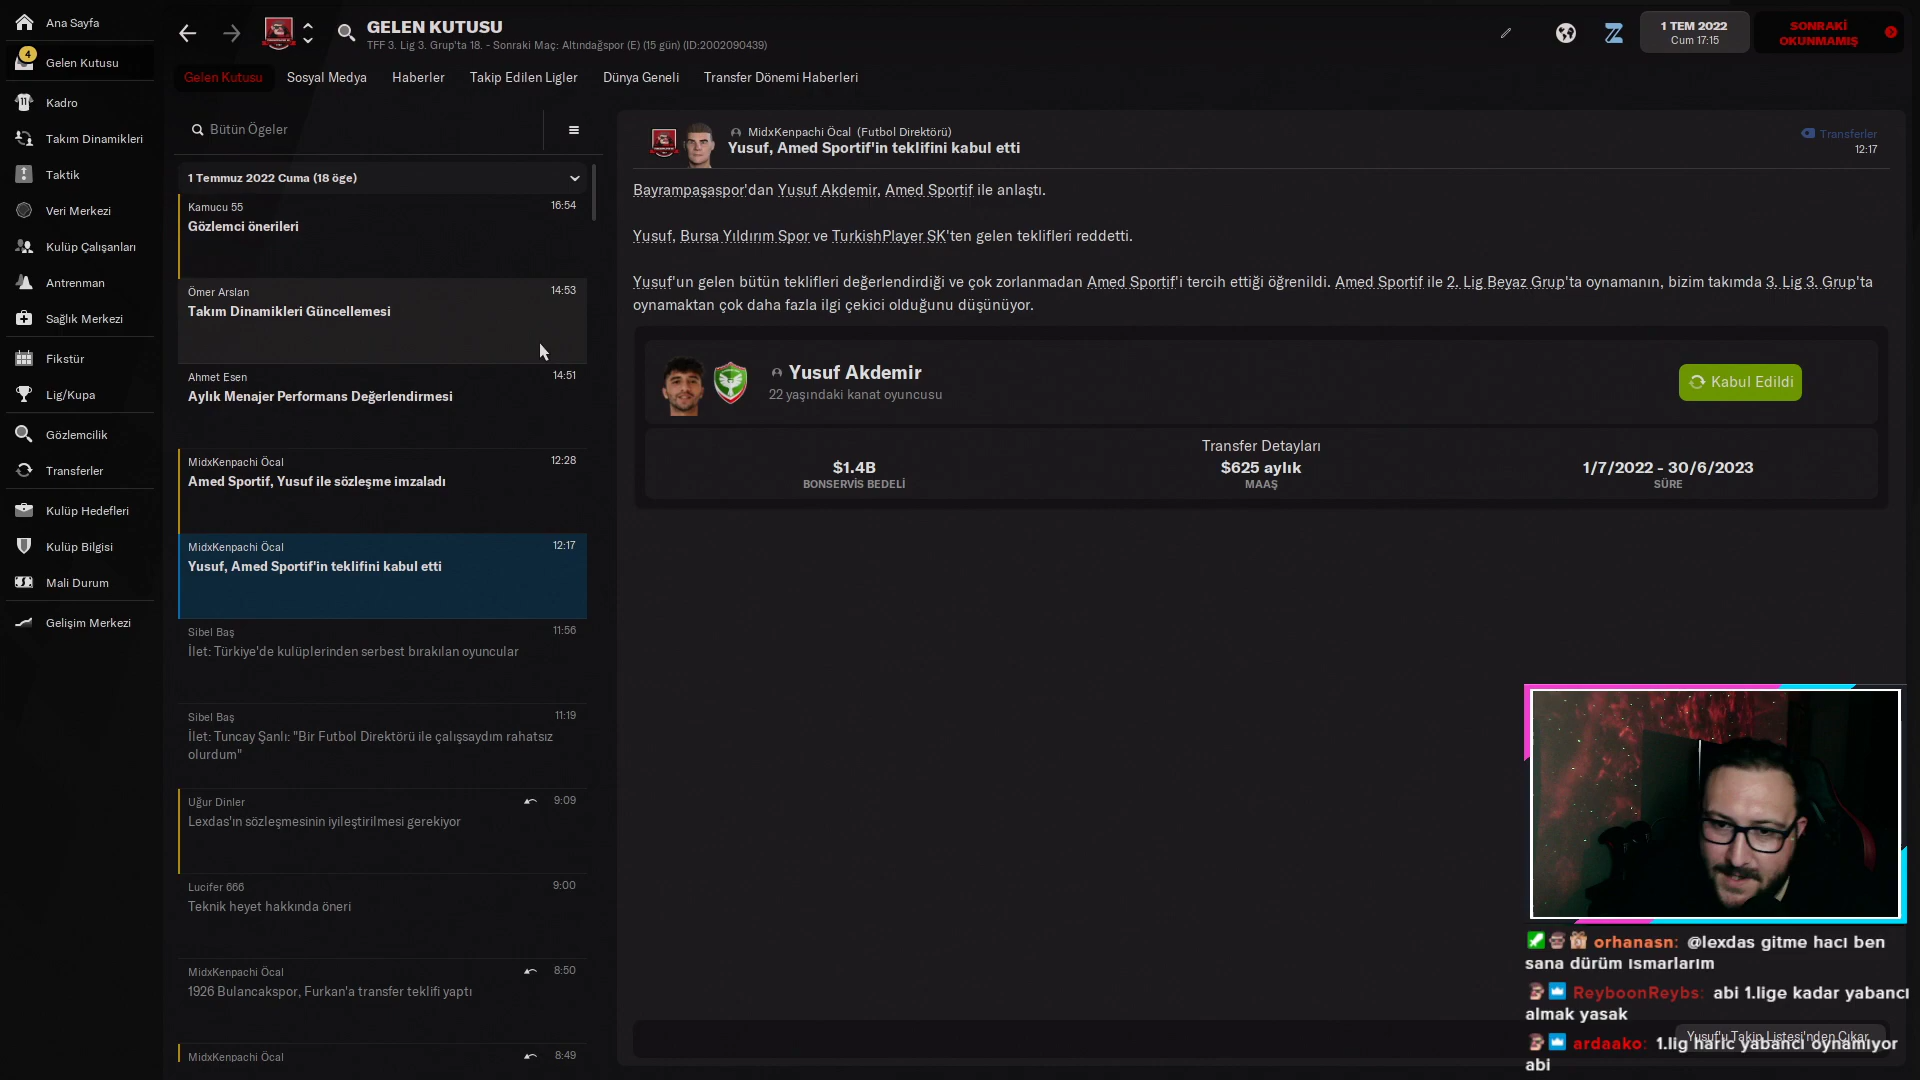 Ana Sayfa
4
Gelen Kutusu
Kadro
Takım Dinamikleri
Taktik
Veri Merkezi
Kulüp Çalışanları
Antrenman
Sağlık Merkezi
Fikstür
Lig/Kupa
Gözlemcilik
Transferler
Kulüp Hedefleri
Kulüp Bilgisi
Mali Durum
Gelişim Merkezi
GELEN KUTUSU
TFF 3. Lig 3. Grup'ta 18. - Sonraki Maç: Altındağspor (E) (15 gün) (ID:2002090439)
1 TEM 2022
Cum 17:15
SONRAKİ
OKUNMAMIŞ
Gelen Kutusu Sosyal Medya Haberler Takip Edilen Ligler Dünya Geneli Transfer Dönemi Haberleri
Bütün Ögeler
1 Temmuz 2022 Cuma (18 öge)
Kamucu 55 16:54
Gözlemci önerileri
Ömer Arslan 14:53
Takım Dinamikleri Güncellemesi
Ahmet Esen 14:51
Aylık Menajer Performans Değerlendirmesi
MidxKenpachi Öcal 12:28
Amed Sportif, Yusuf ile sözleşme imzaladı
MidxKenpachi Öcal 12:17
Yusuf, Amed Sportif'in teklifini kabul etti
Sibel Baş 11:56
İlet: Türkiye'de kulüplerinden serbest bırakılan oyuncular
Sibel Baş 11:19
İlet: Tuncay Şanlı: "Bir Futbol Direktörü ile çalışsaydım rahatsız
olurdum"
Uğur Dinler 9:09
Lexdas'ın sözleşmesinin iyileştirilmesi gerekiyor
Lucifer 666 9:00
Teknik heyet hakkında öneri
MidxKenpachi Öcal 8:50
1926 Bulancakspor, Furkan'a transfer teklifi yaptı
MidxKenpachi Öcal 8:49
MidxKenpachi Öcal (Futbol Direktörü)
Yusuf, Amed Sportif'in teklifini kabul etti
Transferler
12:17
Bayrampaşaspor'dan Yusuf Akdemir, Amed Sportif ile anlaştı.
Yusuf, Bursa Yıldırım Spor ve TurkishPlayer SK'ten gelen teklifleri reddetti.
Yusuf'un gelen bütün teklifleri değerlendirdiği ve çok zorlanmadan Amed Sportif'i tercih ettiği öğrenildi. Amed Sportif ile 2. Lig Beyaz Grup'ta oynamanın, bizim takımda 3. Lig 3. Grup'ta
oynamaktan çok daha fazla ilgi çekici olduğunu düşünüyor.
Yusuf Akdemir
22 yaşındaki kanat oyuncusu
Kabul Edildi
Transfer Detayları
$1.4B $625 aylık 1/7/2022 - 30/6/2023
BONSERVİS BEDELİ MAAŞ SÜRE
orhanasn: @lexdas gitme hacı ben
sana dürüm ısmarlarım
ReyboonReybs: abi 1.lige kadar yabancı
almak yasak
Yusuf'u Takip Listesi'nden Çıkar
ardaako: 1.lig haric yabancı oynamıyor
abi